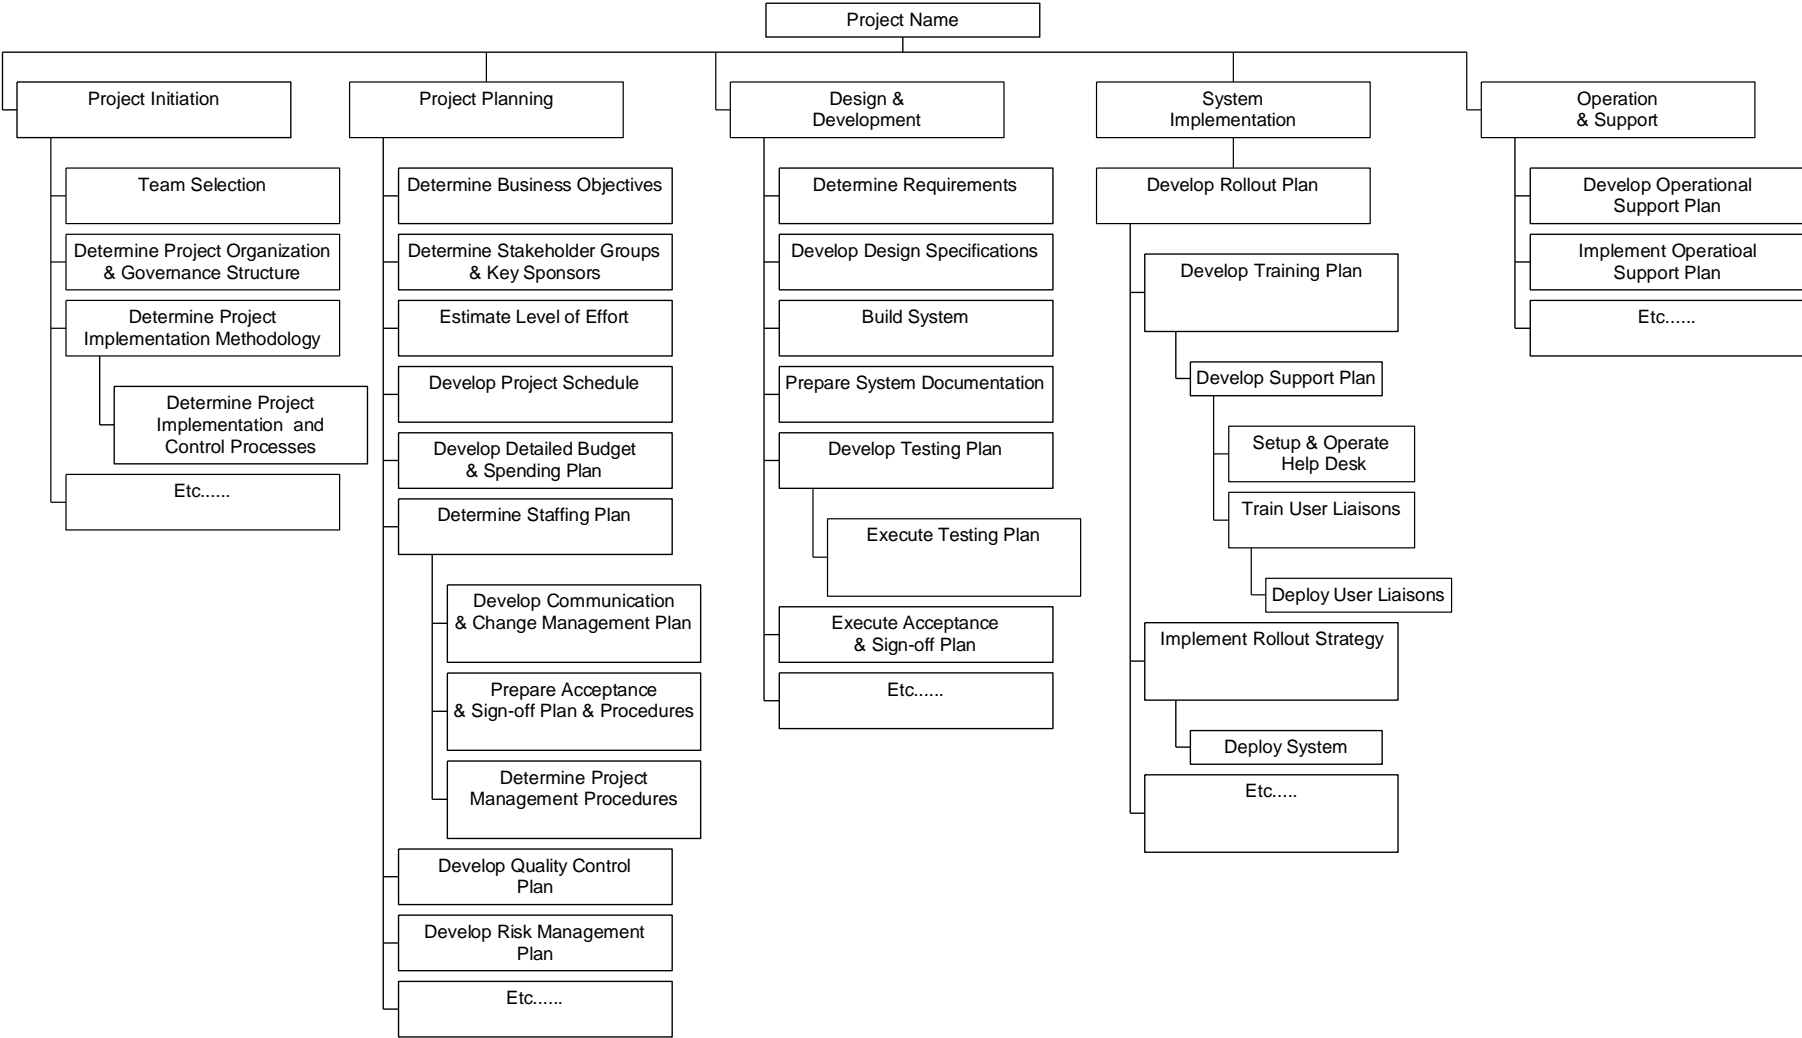 Project Name
Project Initiation
Team Selection
Determine Project Organization
& Governance Structure
Determine Project
Implementation Methodology
Determine Project
Implementation and
Control Processes
Etc......
Project Planning
Determine Business Objectives
Determine Stakeholder Groups
& Key Sponsors
Estimate Level of Effort
Develop Project Schedule
Develop Detailed Budget
& Spending Plan
Determine Staffing Plan
Develop Communication
& Change Management Plan
Prepare Acceptance
& Sign-off Plan & Procedures
Determine Project
Management Procedures
Develop Quality Control
Plan
Develop Risk Management
Plan
Etc......
Design &
Development
Determine Requirements
Develop Design Specifications
Build System
Prepare System Documentation
Develop Testing Plan
Execute Testing Plan
Execute Acceptance
& Sign-off Plan
Etc......
System
Implementation
Develop Rollout Plan
Develop Training Plan
Develop Support Plan
Setup & Operate
Help Desk
Train User Liaisons
Deploy User Liaisons
Implement Rollout Strategy
Deploy System
Etc.....
Operation
& Support
Develop Operational
Support Plan
Implement Operatioal
Support Plan
Etc......